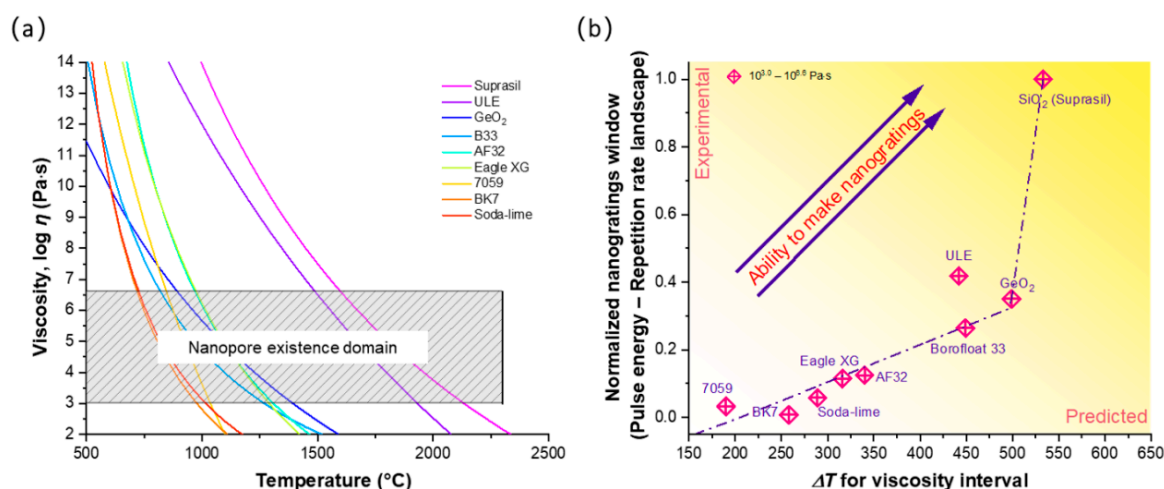 (a)
Viscosity, log η (Pa·s)
14
13
12
11
10
9
8
7
6
5
4
3
2
500
1000
1500
2000
2500
Temperature (°C)
Suprasil
ULE
GeO₂
B33
AF32
Eagle XG
7059
BK7
Soda-lime
Nanopore existence domain
(b)
Normalized nanogratings window
(Pulse energy – Repetition rate landscape)
1.0
0.8
0.6
0.4
0.2
0.0
150
200
250
300
350
400
450
500
550
600
650
ΔT for viscosity interval
Experimental
10³·⁰ – 10⁶·⁶ Pa·s
Ability to make nanogratings
SiO₂ (Suprasil)
ULE
GeO₂
Borofloat 33
Eagle XG
AF32
7059
BK7
Soda-lime
Predicted